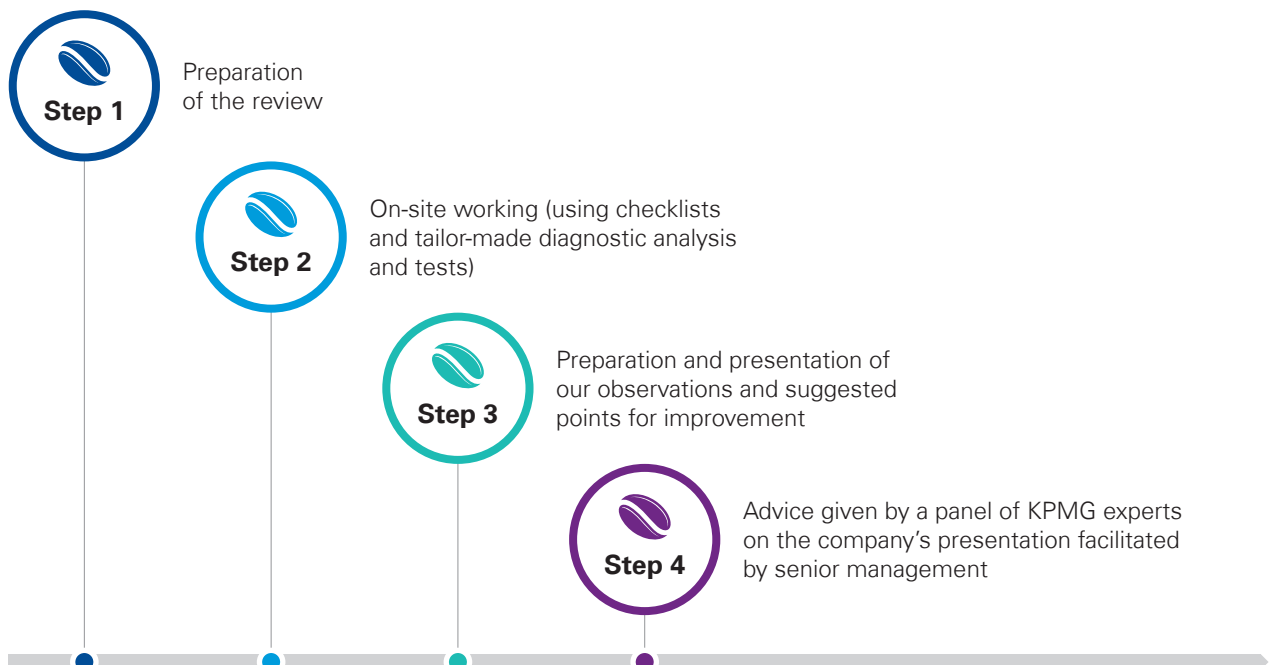 Step 1
Preparation
of the review
Step 2
On-site working (using checklists
and tailor-made diagnostic analysis
and tests)
Step 3
Preparation and presentation of
our observations and suggested
points for improvement
Step 4
Advice given by a panel of KPMG experts
on the company’s presentation facilitated
by senior management